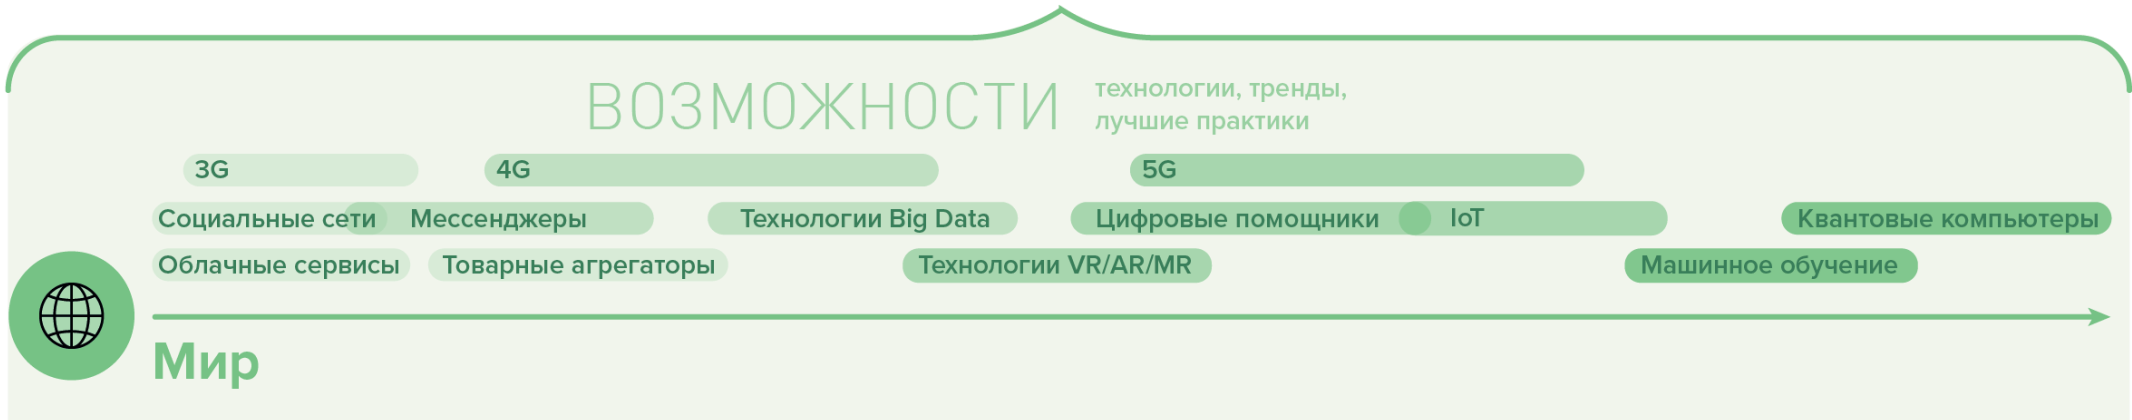 ВОЗМОЖНОСТИ
технологии, тренды,
лучшие практики
3G
4G
5G
Социальные сети
Мессенджеры
Технологии Big Data
Цифровые помощники
IoT
Квантовые компьютеры
Облачные сервисы
Товарные агрегаторы
Технологии VR/AR/MR
Машинное обучение
Мир